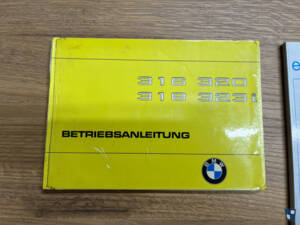 316 320
318 323i
BETRIEBSANLEITUNG
BMW
e